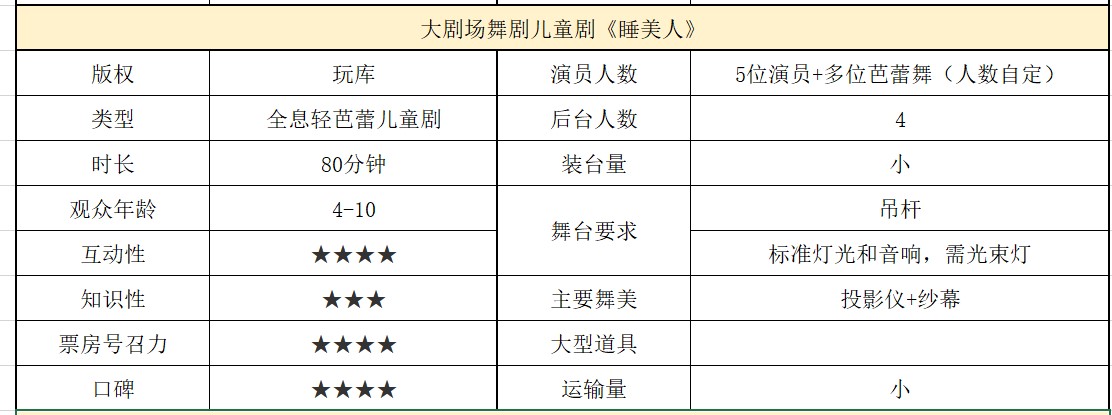 大剧场舞剧儿童剧《睡美人》
版权 玩库 演员人数 5位演员+多位芭蕾舞（人数自定）
类型 全息轻芭蕾儿童剧 后台人数 4
时长 80分钟 装台量 小
观众年龄 4-10 舞台要求 吊杆
互动性 ★★★★ 标准灯光和音响，需光束灯
知识性 ★★★ 主要舞美 投影仪+纱幕
票房号召力 ★★★★ 大型道具
口碑 ★★★★ 运输量 小